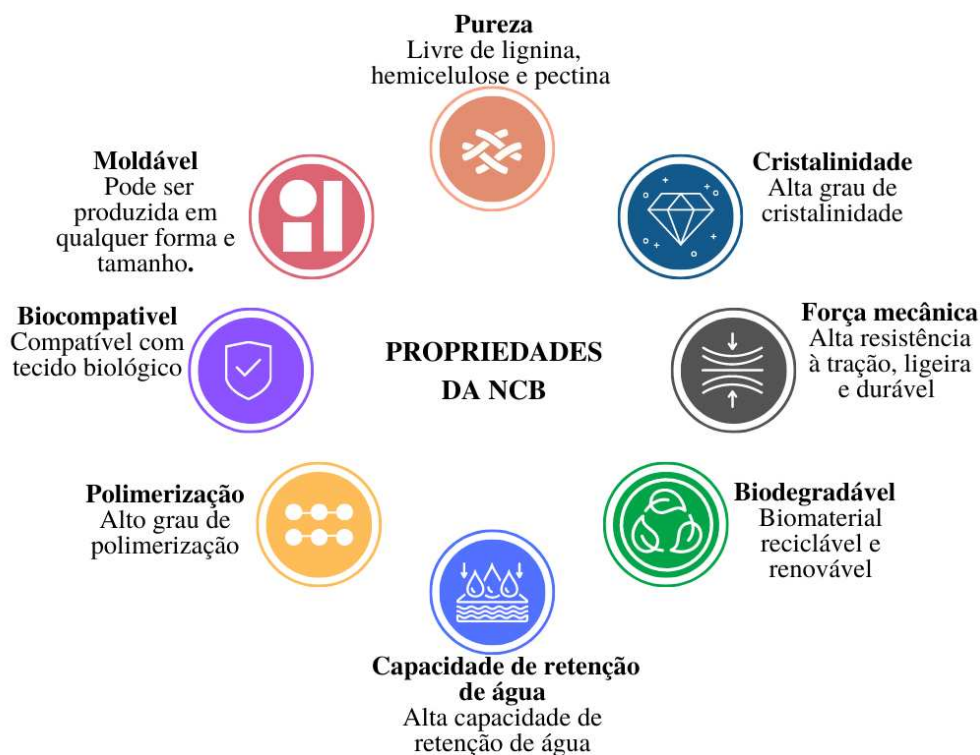 Pureza
Livre de lignina,
hemicelulose e pectina
Cristalinidade
Alta grau de
cristalinidade
Força mecânica
Alta resistência
à tração, ligeira
e durável
Biodegradável
Biomaterial
reciclável e
renovável
Capacidade de retenção
de água
Alta capacidade de
retenção de água
Polimerização
Alto grau de
polimerização
Biocompativel
Compatível com
tecido biológico
Moldável
Pode ser
produzida em
qualquer forma e
tamanho.
PROPRIEDADES
DA NCB